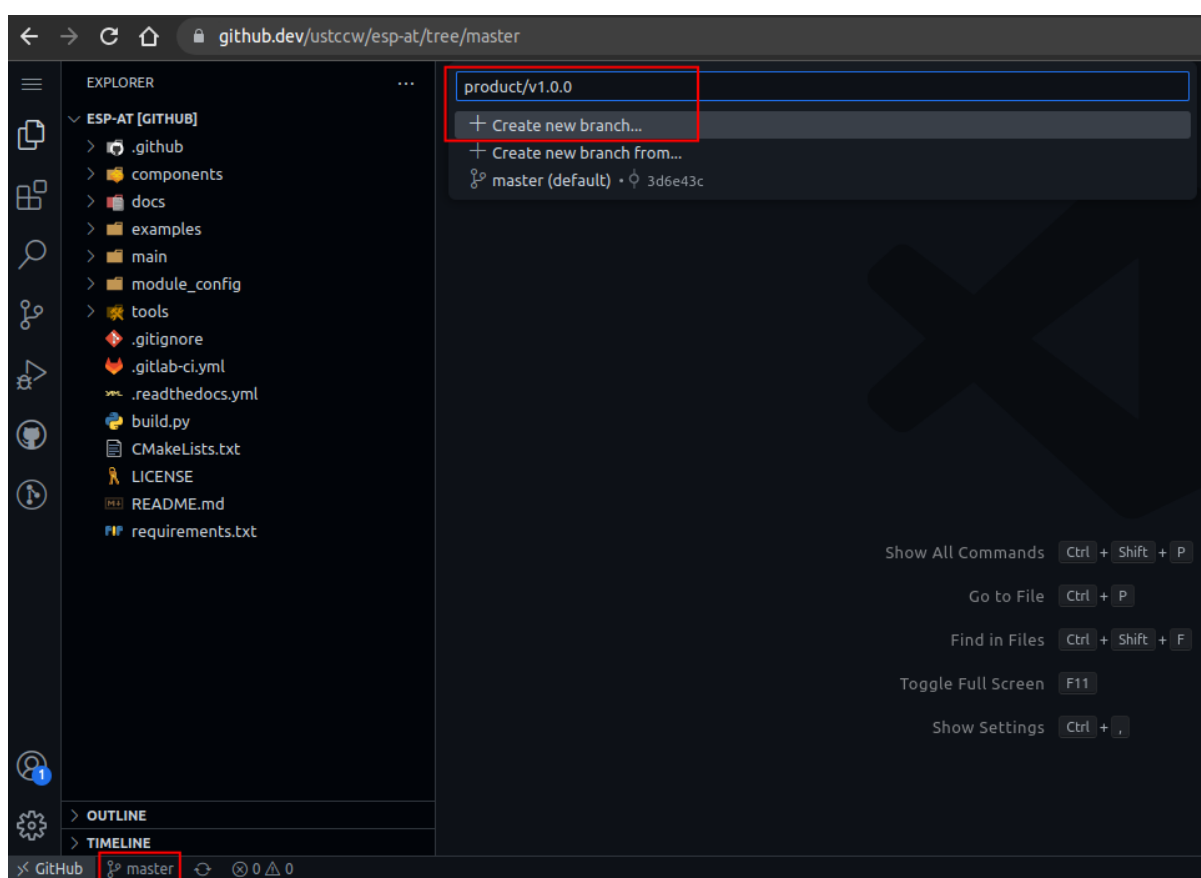 github.dev/ustccw/esp-at/tree/master
EXPLORER ...
product/v1.0.0
ESP-AT [GITHUB]
+ Create new branch...
.github
+ Create new branch from...
components
master (default) • 3d6e43c
docs
examples
main
module_config
tools
.gitignore
.gitlab-ci.yml
.readthedocs.yml
build.py
CMakeLists.txt
LICENSE
README.md
requirements.txt
Show All Commands Ctrl + Shift + P
Go to File Ctrl + P
Find in Files Ctrl + Shift + F
Toggle Full Screen F11
Show Settings Ctrl + ,
1
OUTLINE
TIMELINE
GitHub master 0 0